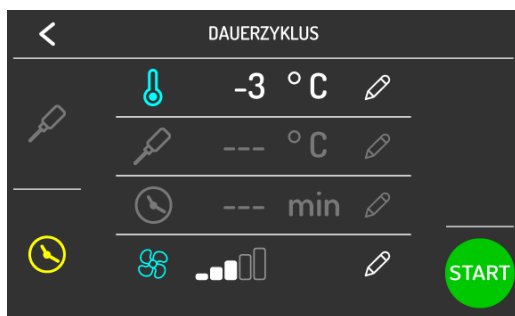 DAUERZYKLUS
-3 °C
--- °C
--- min
START